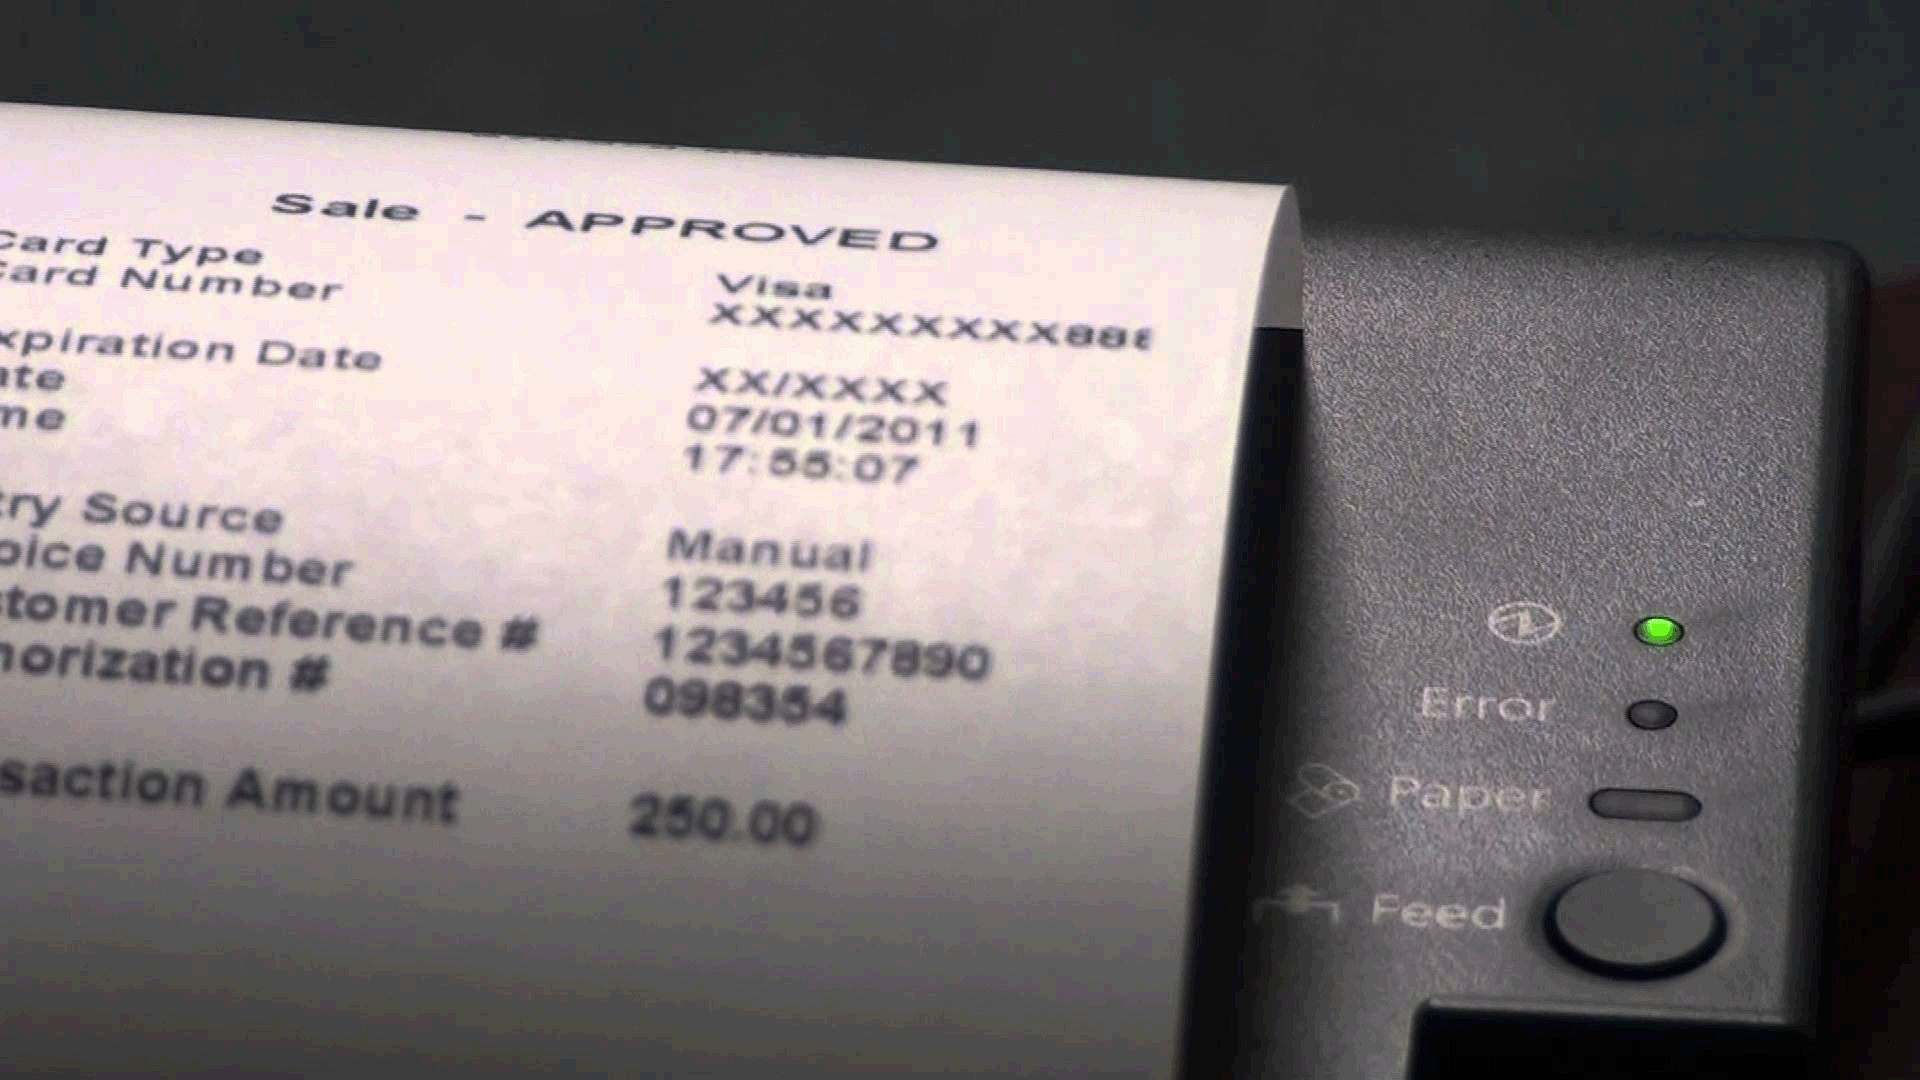 Sale - APPROVED
Card Type Visa
Card Number XXXXXXXXX888
xpiration Date XX/XXXX
ate 07/01/2011
me 17:55:07
try Source Manual
oice Number 123456
stomer Reference # 1234567890
horization # 098354
saction Amount 250.00
Error
Paper
Feed